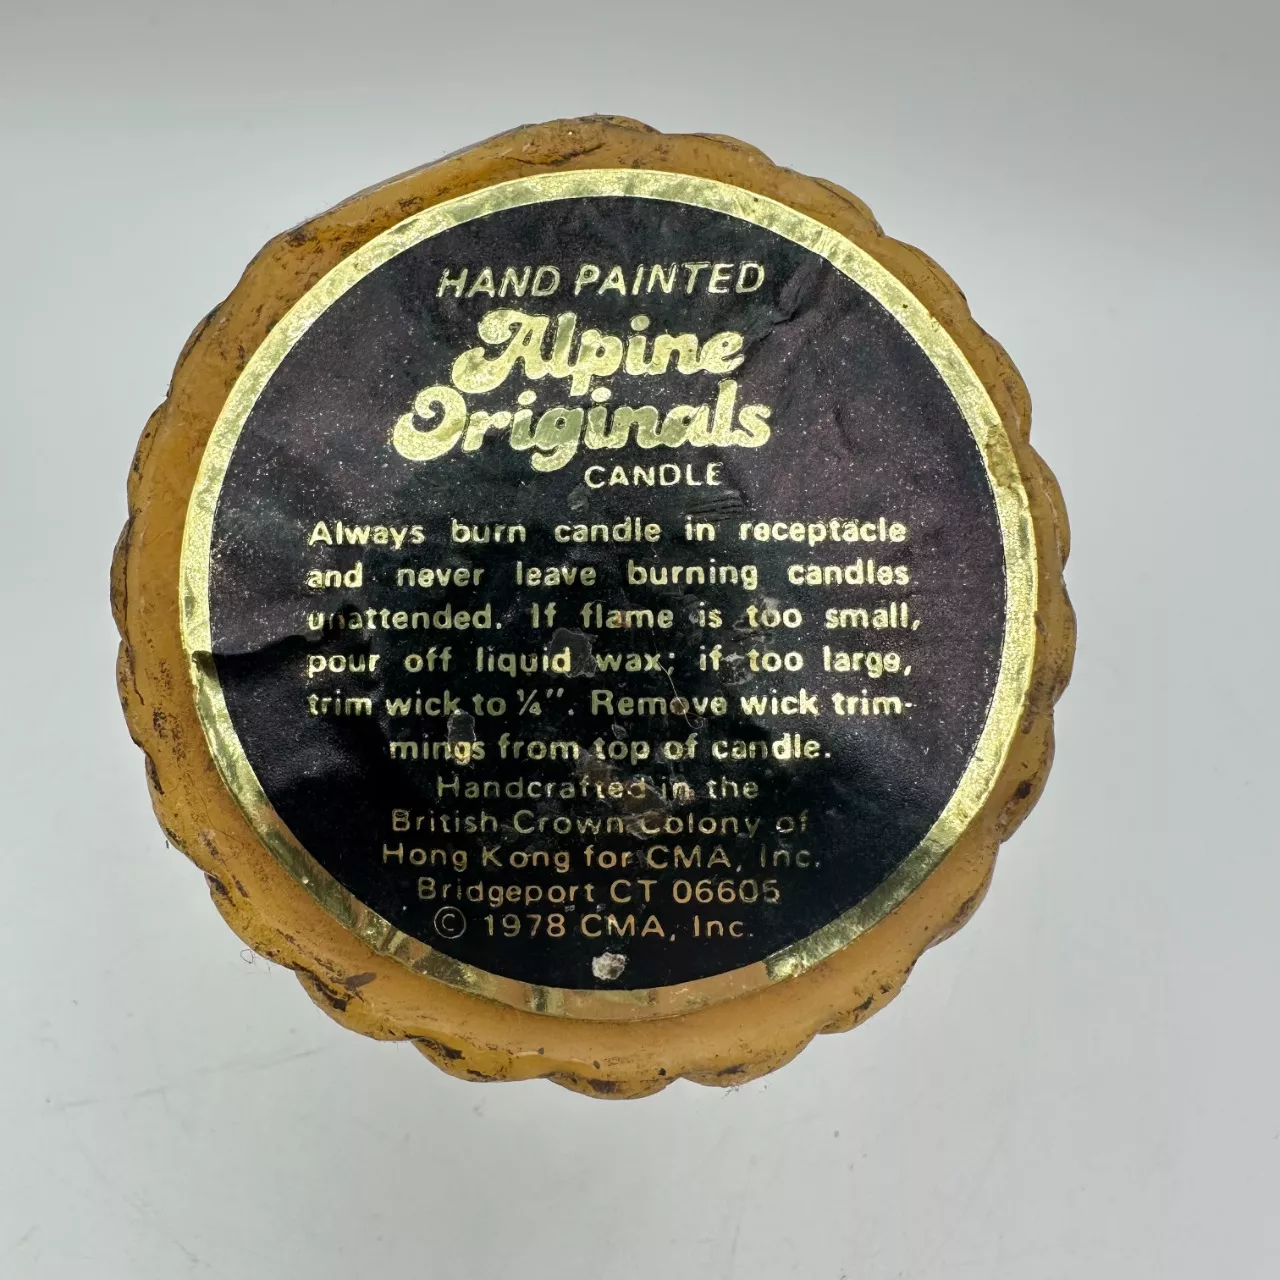 HAND PAINTED
Alpine
Originals
CANDLE
Always burn candle in receptacle
and never leave burning candles
unattended. If flame is too small,
pour off liquid wax; if too large,
trim wick to ¼". Remove wick trim-
mings from top of candle.
Handcrafted in the
British Crown Colony of
Hong Kong for CMA, Inc.
Bridgeport CT 06605
© 1978 CMA, Inc.